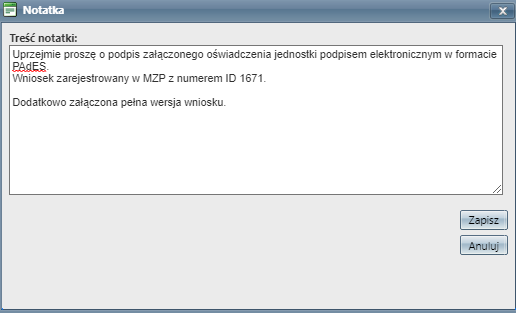 Notatka
Treść notatki:
Uprzejmie proszę o podpis załączonego oświadczenia jednostki podpisem elektronicznym w formacie
PAdES.
Wniosek zarejestrowany w MZP z numerem ID 1671.
Dodatkowo załączona pełna wersja wniosku.
Zapisz
Anuluj